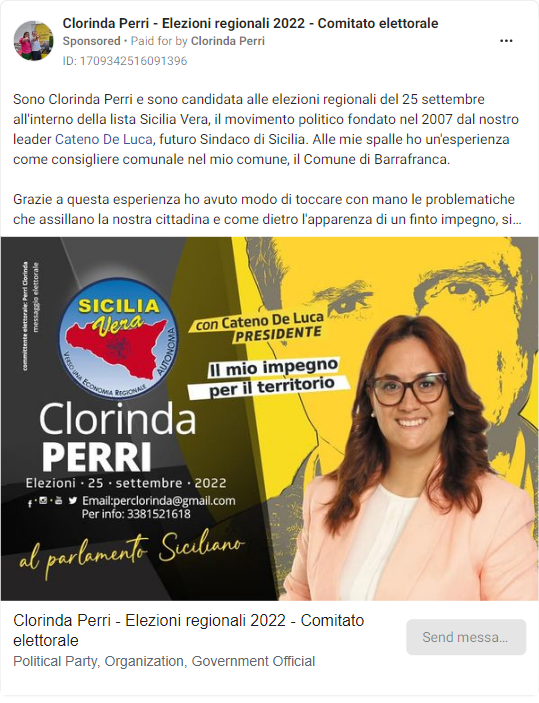 Clorinda Perri - Elezioni regionali 2022 - Comitato elettorale
Sponsored • Paid for by Clorinda Perri
ID: 1709342516091396
Sono Clorinda Perri e sono candidata alle elezioni regionali del 25 settembre
all'interno della lista Sicilia Vera, il movimento politico fondato nel 2007 dal nostro
leader Cateno De Luca, futuro Sindaco di Sicilia. Alle mie spalle ho un'esperienza
come consigliere comunale nel mio comune, il Comune di Barrafranca.
Grazie a questa esperienza ho avuto modo di toccare con mano le problematiche
che assillano la nostra cittadina e come dietro l'apparenza di un finto impegno, si...
committente elettorale: Perri Clorinda
messaggio elettorale
SICILIA
Vera
VERSO UNA ECONOMIA REGIONALE AUTONOMA
con Cateno De Luca
PRESIDENTE
Il mio impegno
per il territorio
Clorinda
PERRI
Elezioni · 25 · settembre · 2022
Email:perclorinda@gmail.com
Per info: 3381521618
al parlamento Siciliano
Clorinda Perri - Elezioni regionali 2022 - Comitato
elettorale
Political Party, Organization, Government Official
Send messa...